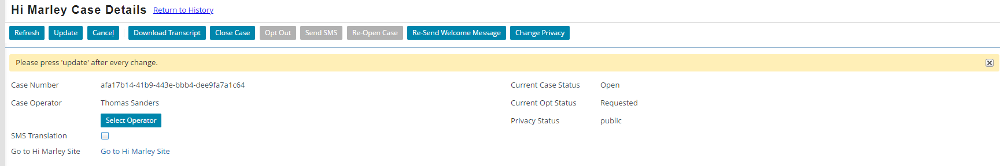 Hi Marley Case Details Return to History
Refresh Update Cancel Download Transcript Close Case Opt Out Send SMS Re-Open Case Re-Send Welcome Message Change Privacy
Please press 'update' after every change.
Case Number afa17b14-41b9-443e-bbb4-dee9fa7a1c64 Current Case Status Open
Case Operator Thomas Sanders Current Opt Status Requested
Select Operator Privacy Status public
SMS Translation
Go to Hi Marley Site Go to Hi Marley Site